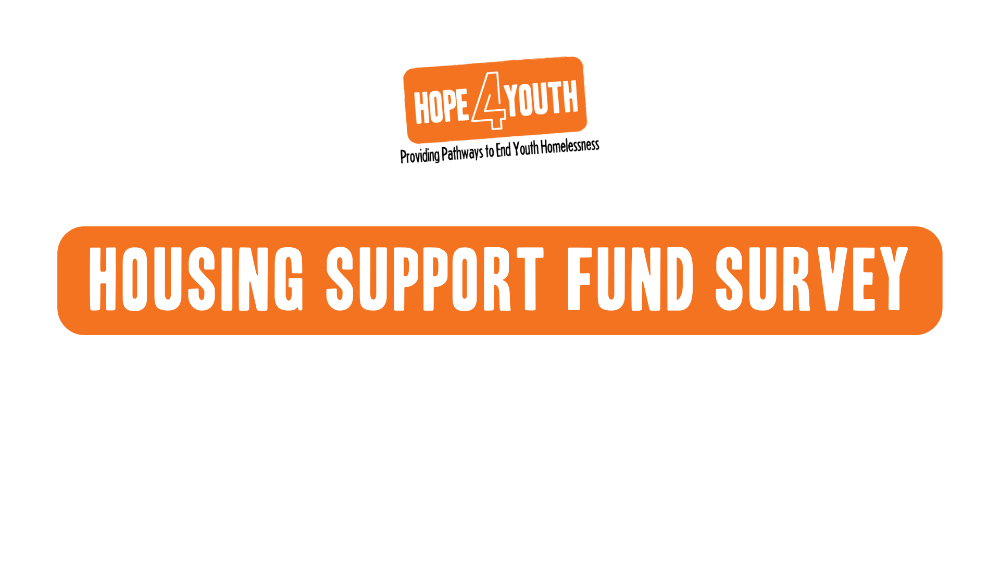 HOPE 4 YOUTH
Providing Pathways to End Youth Homelessness
HOUSING SUPPORT FUND SURVEY